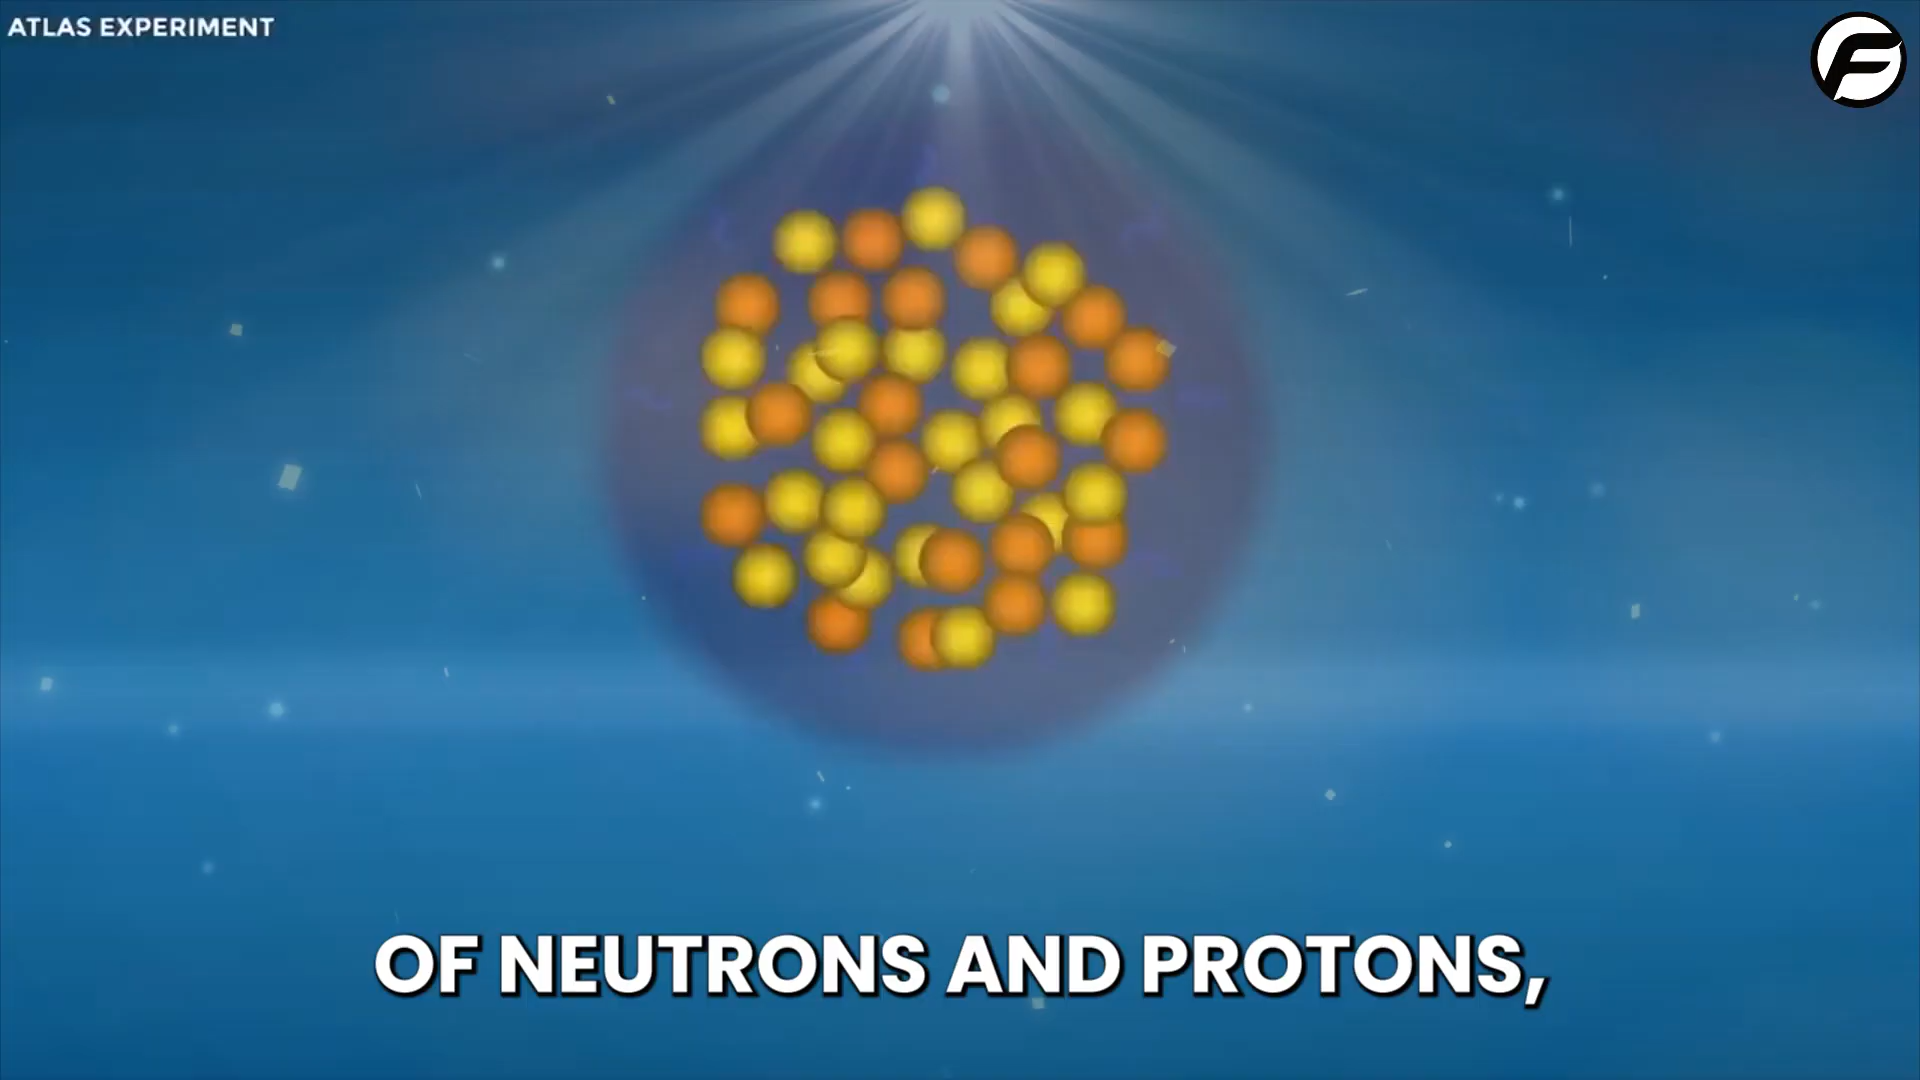 ATLAS EXPERIMENT
F
OF NEUTRONS AND PROTONS,